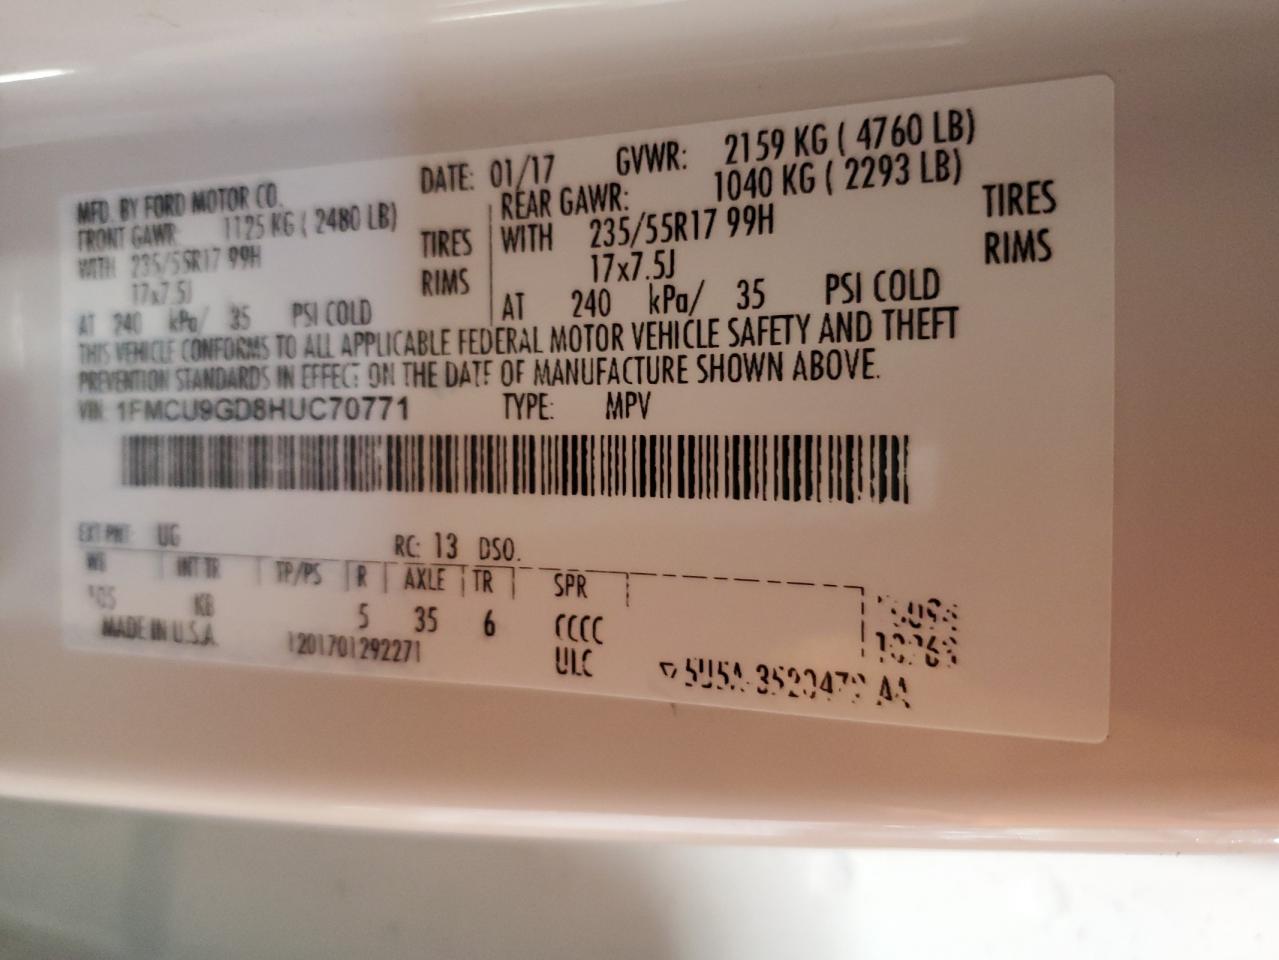 MFD. BY FORD MOTOR CO.
DATE: 01/17 GVWR: 2159 KG ( 4760 LB)
FRONT GAWR: 1125 KG ( 2480 LB)
WITH 235/55R17 99H TIRES
17x7.5J RIMS
AT 240 kPa/ 35 PSI COLD
REAR GAWR: 1040 KG ( 2293 LB)
WITH 235/55R17 99H TIRES
17x7.5J RIMS
AT 240 kPa/ 35 PSI COLD
THIS VEHICLE CONFORMS TO ALL APPLICABLE FEDERAL MOTOR VEHICLE SAFETY AND THEFT
PREVENTION STANDARDS IN EFFECT ON THE DATE OF MANUFACTURE SHOWN ABOVE.
VIN: 1FMCU9GD8HUC70771 TYPE: MPV
EXT PNT: UG RC: 13 DSO.
WB INT TR TP/PS R AXLE TR SPR
KB 5 35 6 CCCC
MADE IN U.S.A. 1201701292271 ULC